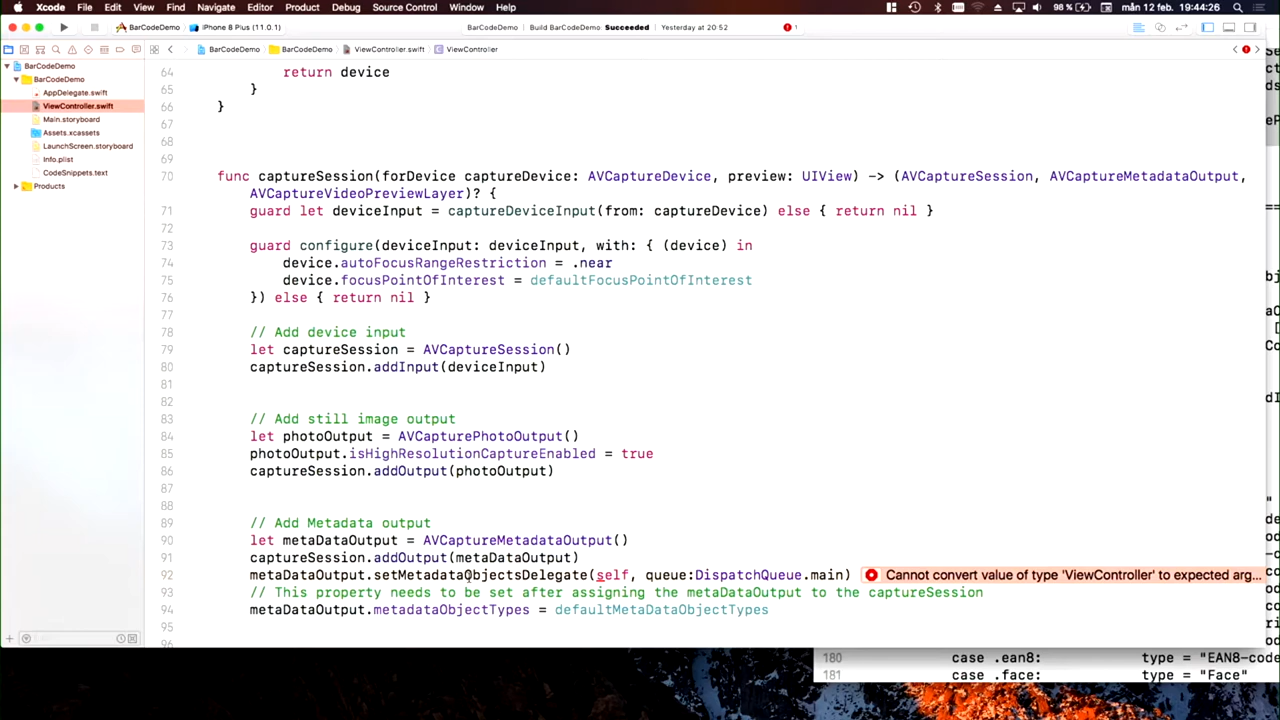 Xcode File Edit View Find Navigate Editor Product Debug Source Control Window Help 98 % mån 12 feb. 19:44:26
BarCodeDemo iPhone 8 Plus (11.0.1) BarCodeDemo Build BarCodeDemo: Succeeded Yesterday at 20:52 1
BarCodeDemo BarCodeDemo ViewController.swift ViewController
BarCodeDemo
BarCodeDemo
AppDelegate.swift
ViewController.swift
Main.storyboard
Assets.xcassets
LaunchScreen.storyboard
Info.plist
CodeSnippets.text
Products
64 return device
65 }
66 }
67
68
69
70 func captureSession(forDevice captureDevice: AVCaptureDevice, preview: UIView) -> (AVCaptureSession, AVCaptureMetadataOutput,
AVCaptureVideoPreviewLayer)? {
71 guard let deviceInput = captureDeviceInput(from: captureDevice) else { return nil }
72
73 guard configure(deviceInput: deviceInput, with: { (device) in
74 device.autoFocusRangeRestriction = .near
75 device.focusPointOfInterest = defaultFocusPointOfInterest
76 }) else { return nil }
77
78 // Add device input
79 let captureSession = AVCaptureSession()
80 captureSession.addInput(deviceInput)
81
82
83 // Add still image output
84 let photoOutput = AVCapturePhotoOutput()
85 photoOutput.isHighResolutionCaptureEnabled = true
86 captureSession.addOutput(photoOutput)
87
88
89 // Add Metadata output
90 let metaDataOutput = AVCaptureMetadataOutput()
91 captureSession.addOutput(metaDataOutput)
92 metaDataOutput.setMetadataObjectsDelegate(self, queue:DispatchQueue.main) Cannot convert value of type 'ViewController' to expected arg...
93 // This property needs to be set after assigning the metaDataOutput to the captureSession
94 metaDataOutput.metadataObjectTypes = defaultMetaDataObjectTypes
95
96
180 case .ean8: type = "EAN8-code
181 case .face: type = "Face"